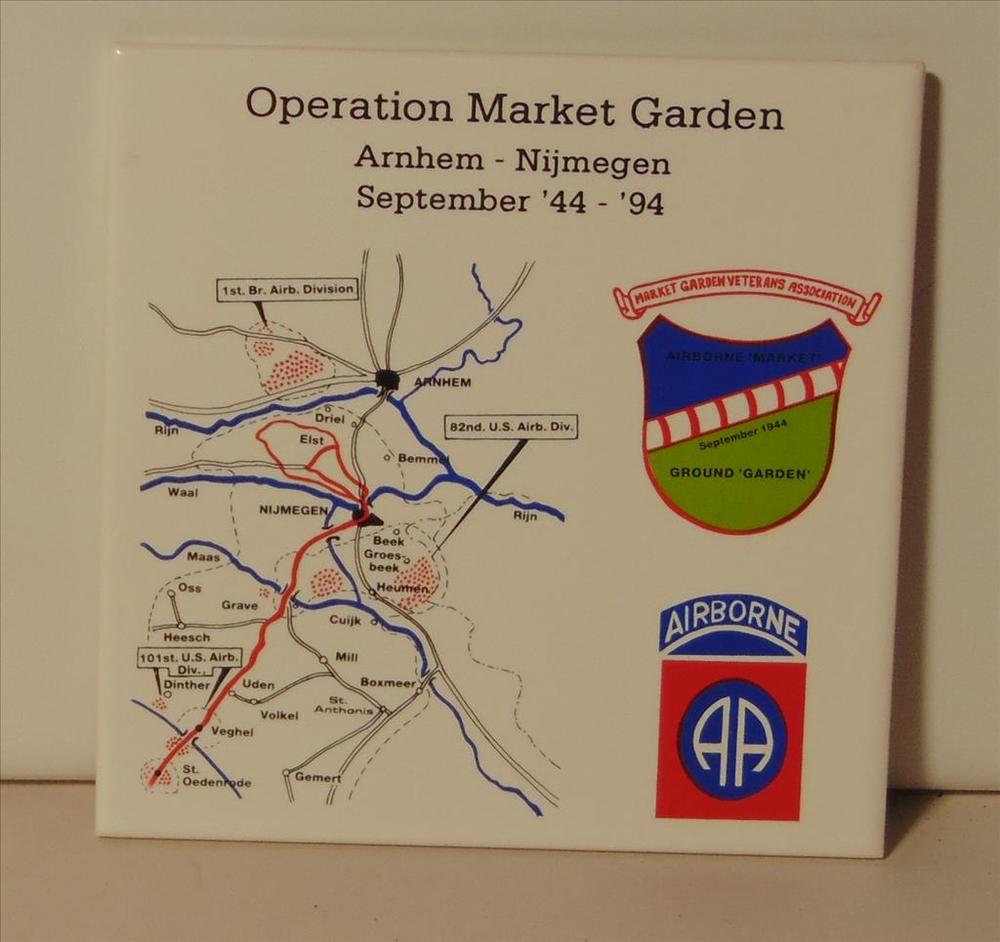 Operation Market Garden
Arnhem - Nijmegen
September '44 - '94
1st. Br. Airb. Division
ARNHEM
Driel
Rijn
Elst
82nd. U.S. Airb. Div.
Bemmel
Waal
NIJMEGEN
Rijn
Beek
Groes-
beek
Maas
Heumen
Oss
Grave
Cuijk
Heesch
101st. U.S. Airb.
Div.,
Mill
Dinther
Uden
Boxmeer
St.
Anthonis
Volkel
Veghel
St.
Oedenrode
Gemert
MARKET GARDEN VETERANS ASSOCIATION
AIRBORNE 'MARKET'
September 1944
GROUND 'GARDEN'
AIRBORNE
AA